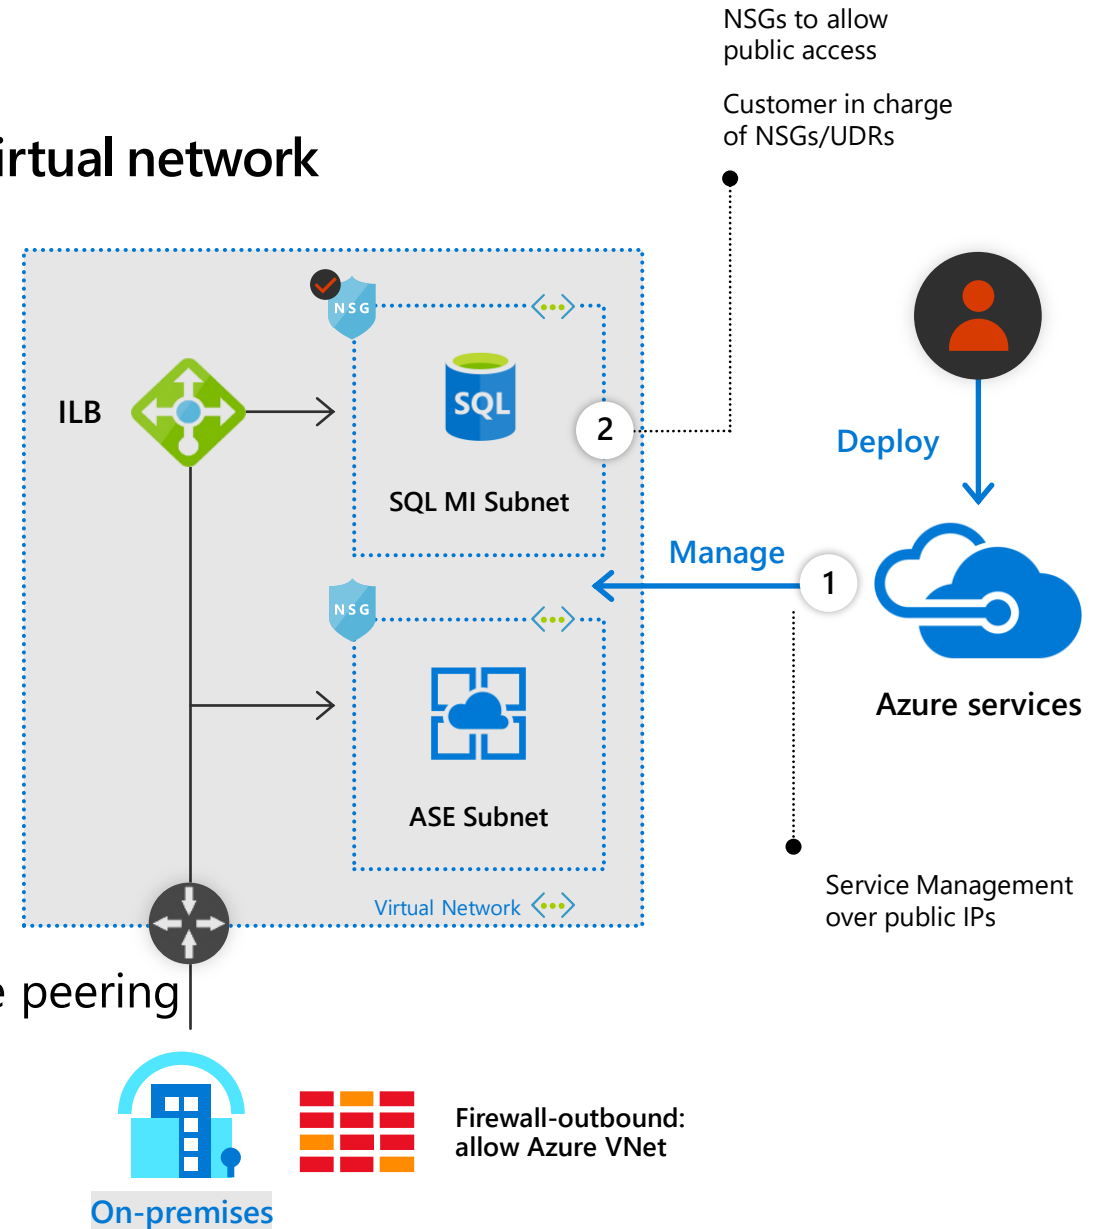 NSGs to allow
public access
Customer in charge
of NSGs/UDRs
irtual network
NSG
ILB
SQL
2
Deploy
SQL MI Subnet
Manage
1
NSG
Azure services
ASE Subnet
Service Management
over public IPs
Virtual Network
e peering
Firewall-outbound:
allow Azure VNet
On-premises